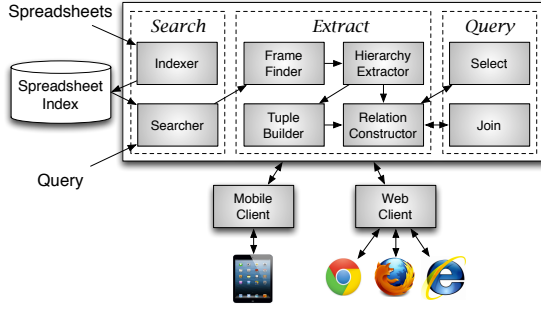 Spreadsheets
Search
Extract
Query
Indexer
Frame
Finder
Hierarchy
Extractor
Select
Spreadsheet
Index
Searcher
Tuple
Builder
Relation
Constructor
Join
Query
Mobile
Client
Web
Client